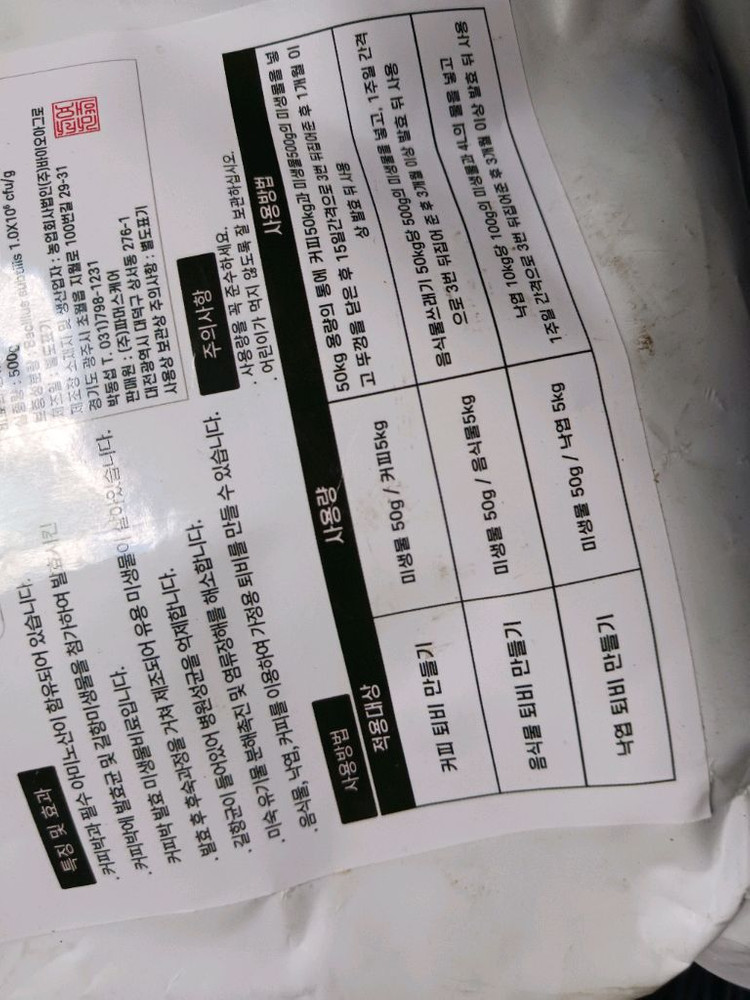 500g
Bacillus subtilis 1.0X10⁶ cfu/g
제조장 소재지 및 생산업자 : 농업회사법인(주)바이오아그로
경기도 광주시 초월읍 지월로 100번길 29-31
박동섭 T. 031)798-1231
판매원 : (주)파머스케어
대전광역시 대덕구 상서동 276-1
사용상 보관상 주의사항 : 별도표기
특징 및 효과
· 커피박과 필수 아미노산이 함유되어 있습니다.
· 커피박에 발효균 및 길항미생물을 첨가하여 발효시킨
커피박 발효 미생물비료입니다.
· 발효 후 후숙과정을 거쳐 제조되어 유용 미생물이 살아있습니다.
· 길항균이 들어있어 병원성균을 억제합니다.
· 미숙유기물 분해촉진 및 염류장해를 해소합니다.
· 음식물, 낙엽, 커피를 이용하여 가정용 퇴비를 만들 수 있습니다.
주의사항
· 사용량을 꼭 준수하세요.
· 어린이가 먹지 않도록 잘 보관하십시오.
사용방법
적용대상 사용량 사용방법
커피 퇴비 만들기 미생물 50g / 커피5kg 50kg 용량의 통에 커피50kg과 미생물500g의 미생물을 넣
고 뚜껑을 닫은 후 15일간격으로 3번 뒤집어준 후 1개월 이
상 발효 뒤 사용
음식물 퇴비 만들기 미생물 50g / 음식물5kg 음식물쓰래기 50kg당 500g의 미생물을 넣고, 1주일 간격
으로 3번 뒤집어 준 후 3개월 이상 발효 뒤 사용
낙엽 퇴비 만들기 미생물 50g / 낙엽 5kg 낙엽 10kg당 100g의 미생물과 4L의 물을 넣고
1주일 간격으로 3번 뒤집어준 후 3개월 이상 발효 뒤 사용